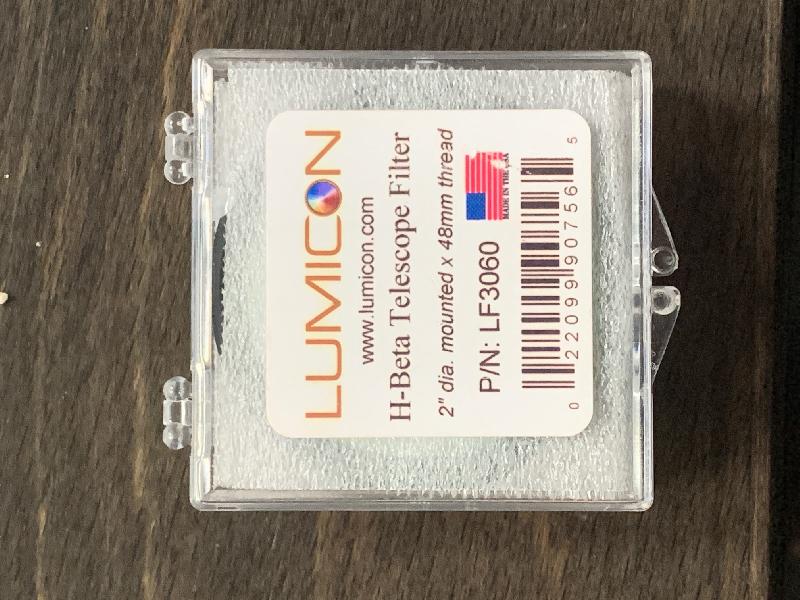 LUMICON
www.lumicon.com
H-Beta Telescope Filter
2" dia. mounted x 48mm thread
P/N: LF3060
MADE IN THE USA
0 22099 90756 5